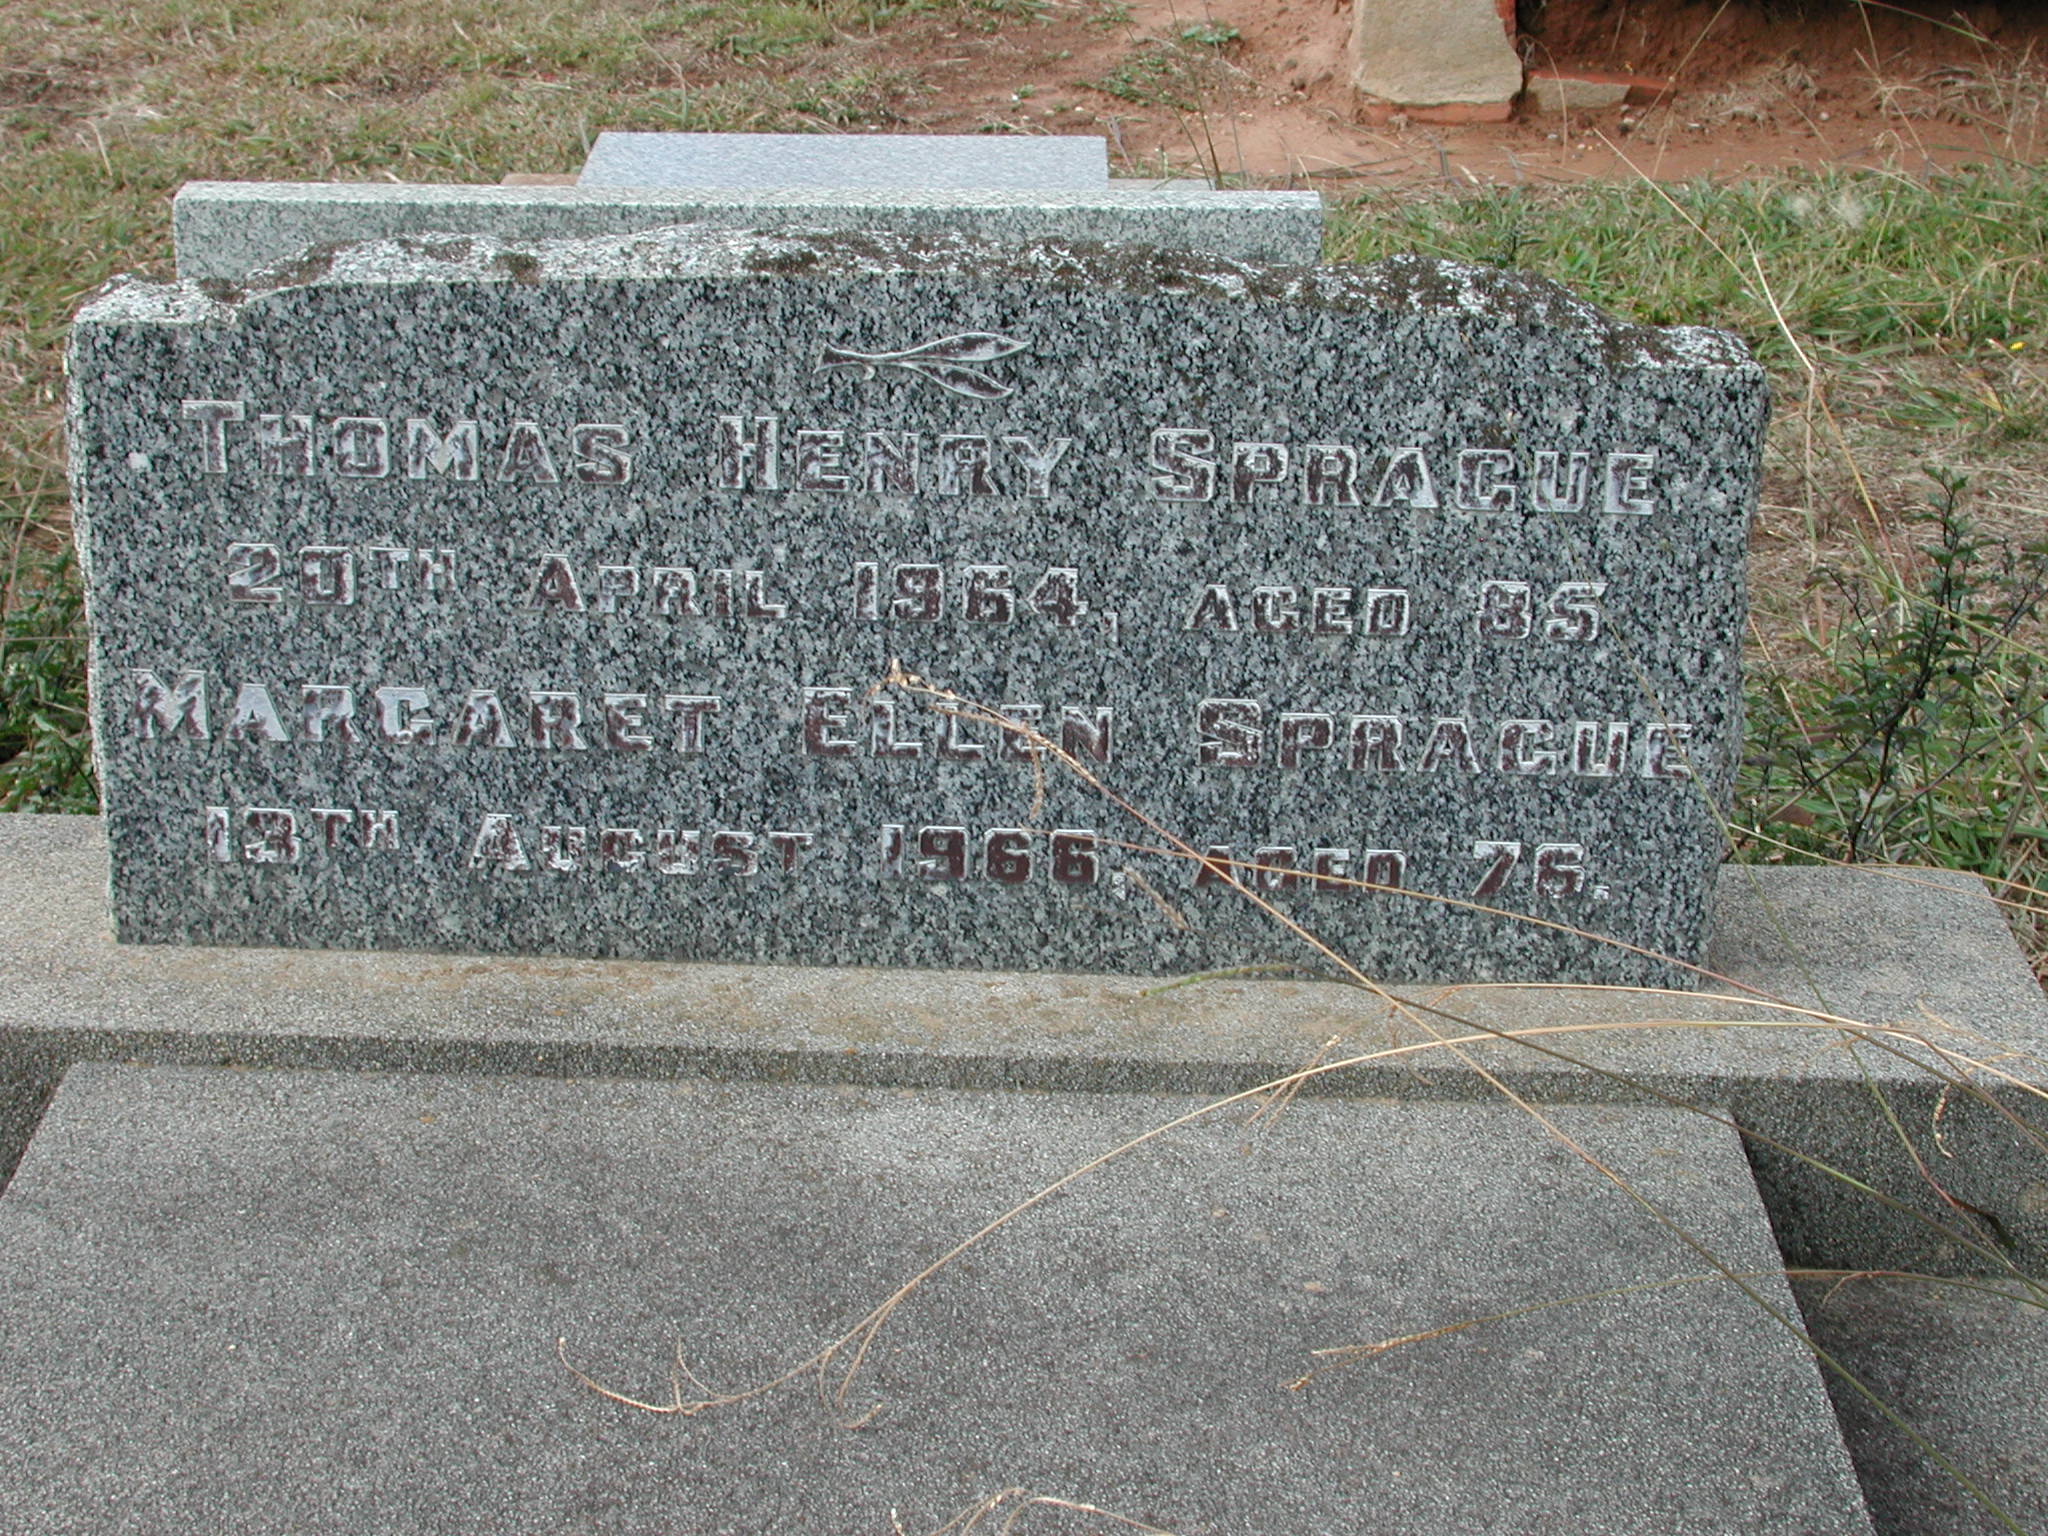 THOMAS HENRY SPRAGUE
20TH APRIL 1964, AGED 85
MARGARET ELLEN SPRAGUE
13TH AUGUST 1966, AGED 76.